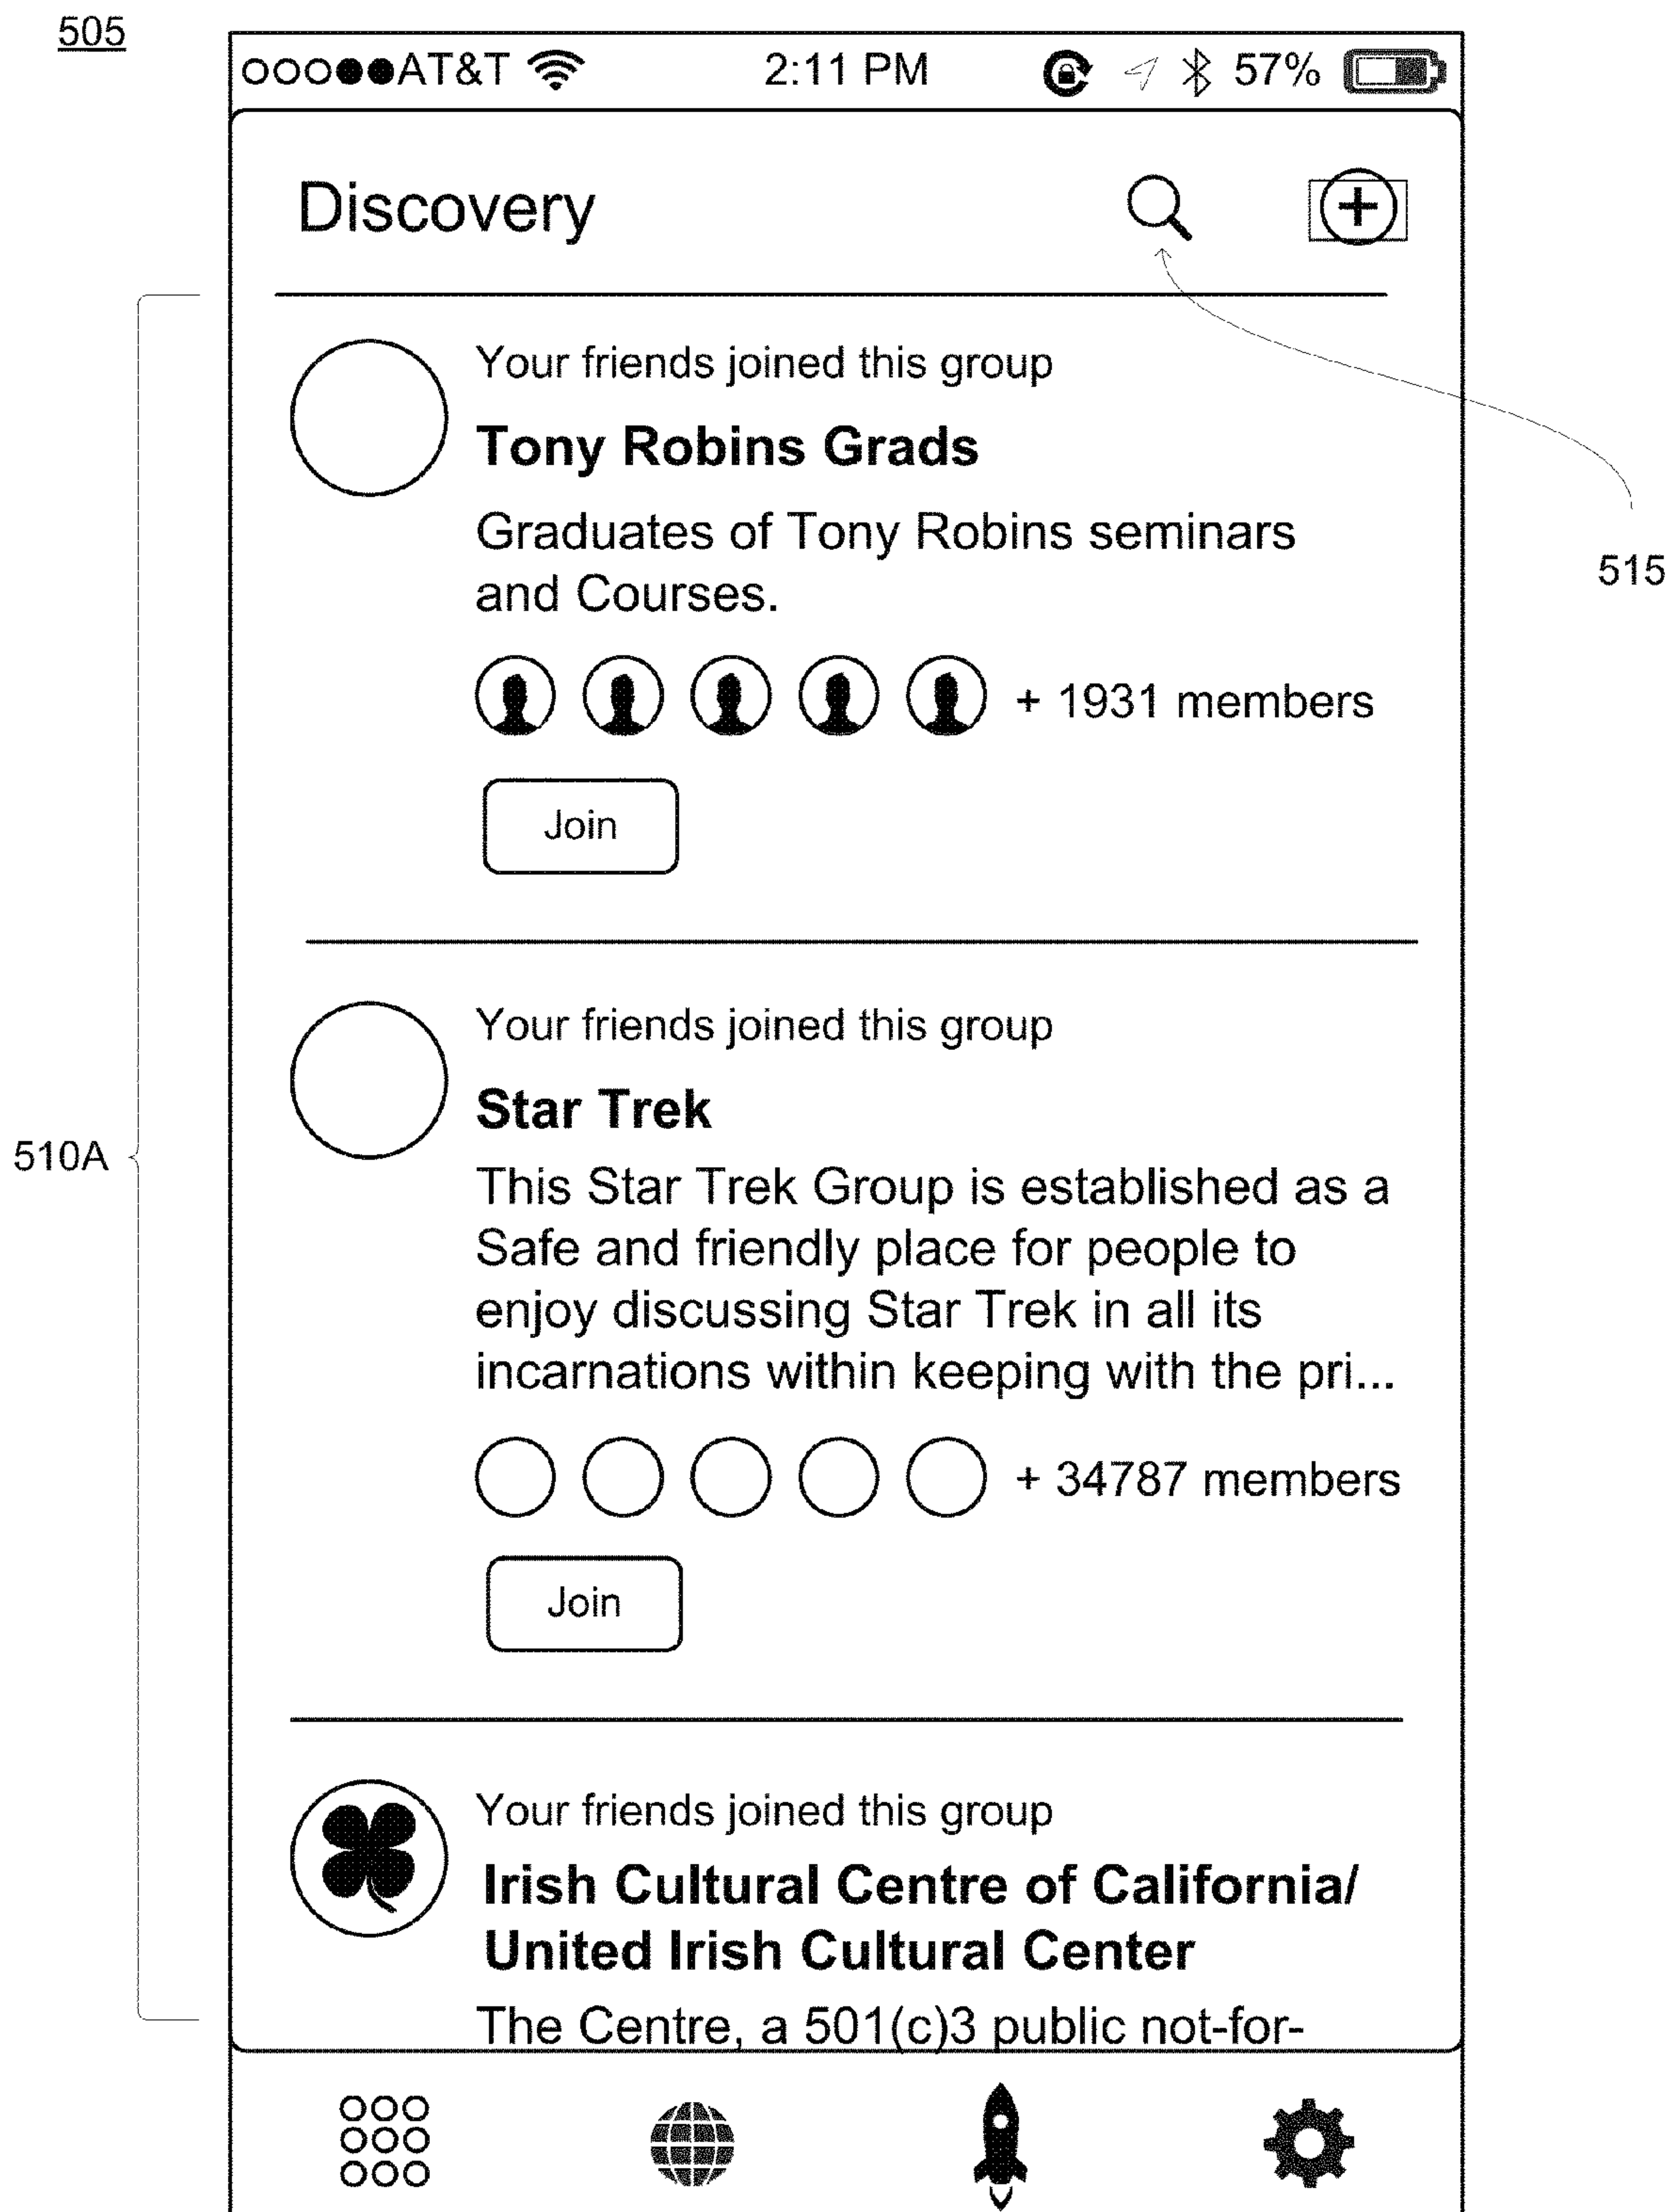 505
AT&T 2:11 PM 57%
Discovery
Your friends joined this group
Tony Robins Grads
Graduates of Tony Robins seminars
and Courses.
+ 1931 members
Join
515
Your friends joined this group
Star Trek
510A
This Star Trek Group is established as a
Safe and friendly place for people to
enjoy discussing Star Trek in all its
incarnations within keeping with the pri...
+ 34787 members
Join
Your friends joined this group
Irish Cultural Centre of California/
United Irish Cultural Center
The Centre, a 501(c)3 public not-for-